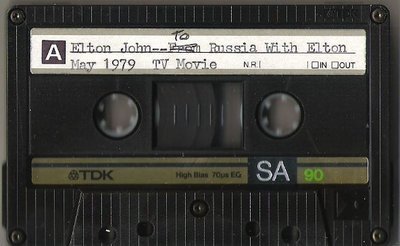 To
A Elton John--From Russia With Elton
May 1979 TV Movie N.R. IN OUT
TDK High Bias 70µs EQ SA 90